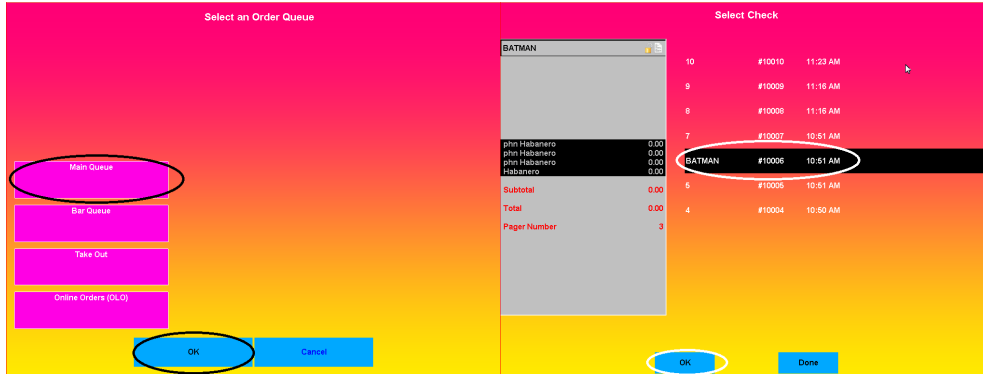 Select an Order Queue
Main Queue
Bar Queue
Take Out
Online Orders (OLO)
OK Cancel
Select Check
BATMAN
phn Habanero 0.00
phn Habanero 0.00
phn Habanero 0.00
Habanero 0.00
Subtotal 0.00
Total 0.00
Pager Number 3
10 #10010 11:23 AM
9 #10009 11:16 AM
8 #10008 11:16 AM
7 #10007 10:51 AM
BATMAN #10006 10:51 AM
5 #10005 10:51 AM
4 #10004 10:50 AM
OK Done